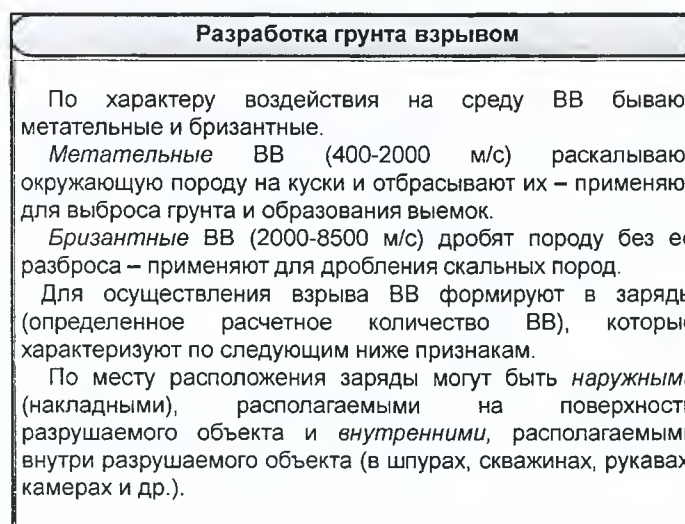 Разработка грунта взрывом
По характеру воздействия на среду ВВ бываю
метательные и бризантные.
Метательные ВВ (400-2000 м/с) раскалываю
окружающую породу на куски и отбрасывают их – применяю
для выброса грунта и образования выемок.
Бризантные ВВ (2000-8500 м/с) дробят породу без е
разброса – применяют для дробления скальных пород.
Для осуществления взрыва ВВ формируют в заряды
(определенное расчетное количество ВВ), которые
характеризуют по следующим ниже признакам.
По месту расположения заряды могут быть наружными
(накладными), располагаемыми на поверхности
разрушаемого объекта и внутренними, располагаемыми
внутри разрушаемого объекта (в шпурах, скважинах, рукавах
камерах и др.).